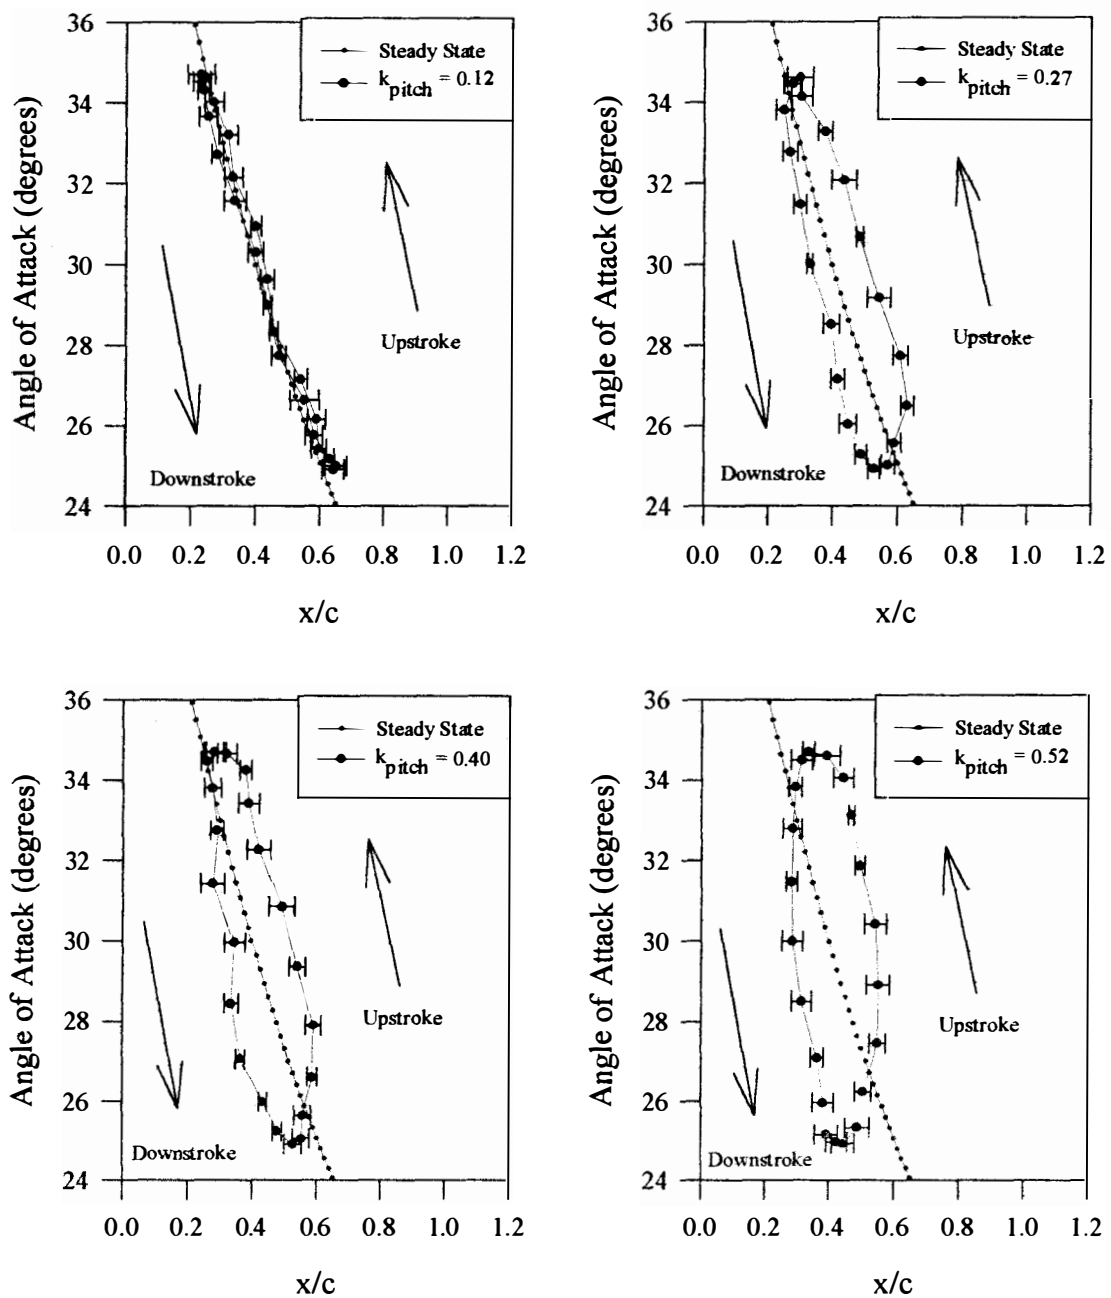 36
34
32
30
28
26
24
Angle of Attack (degrees)
Steady State
k pitch = 0.12
Upstroke
Downstroke
0.0 0.2 0.4 0.6 0.8 1.0 1.2
x/c
36
34
32
30
28
26
24
Angle of Attack (degrees)
Steady State
k pitch = 0.27
Upstroke
Downstroke
0.0 0.2 0.4 0.6 0.8 1.0 1.2
x/c
36
34
32
30
28
26
24
Angle of Attack (degrees)
Steady State
k pitch = 0.40
Upstroke
Downstroke
0.0 0.2 0.4 0.6 0.8 1.0 1.2
x/c
36
34
32
30
28
26
24
Angle of Attack (degrees)
Steady State
k pitch = 0.52
Upstroke
Downstroke
0.0 0.2 0.4 0.6 0.8 1.0 1.2
x/c